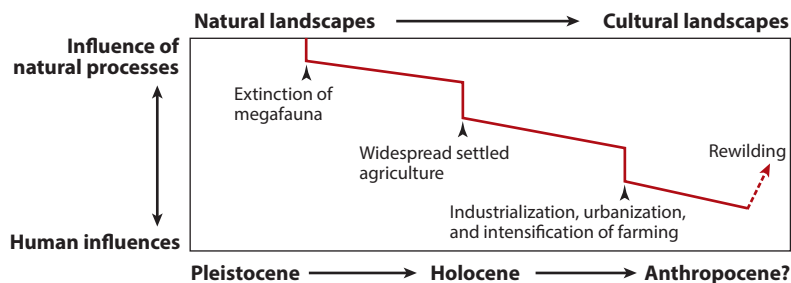 Natural landscapes
Cultural landscapes
Influence of
natural processes
Extinction of
megafauna
Widespread settled
agriculture
Rewilding
Industrialization, urbanization,
and intensification of farming
Human influences
Pleistocene
Holocene
Anthropocene?